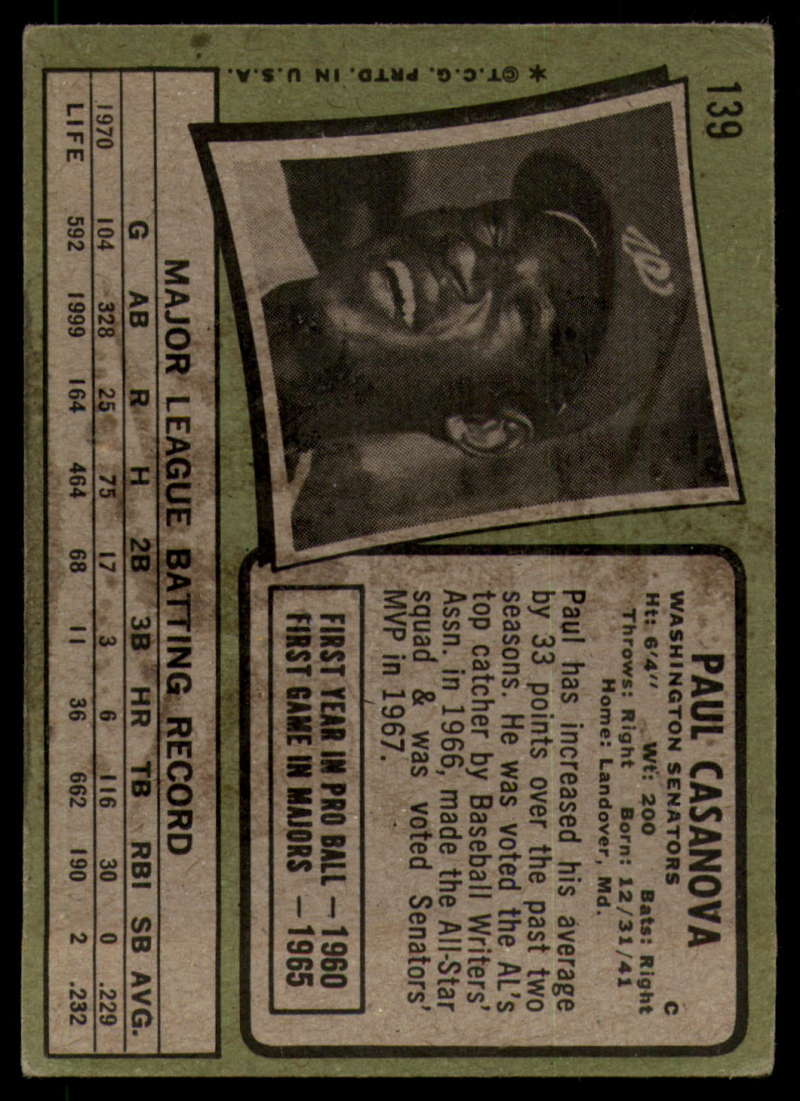 139
PAUL CASANOVA C
WASHINGTON SENATORS
Ht: 6'4" Wt: 200 Bats: Right
Throws: Right Born: 12/31/41
Home: Landover, Md.
Paul has increased his average
by 33 points over the past two
seasons. He was voted the AL's
top catcher by Baseball Writers'
Assn. in 1966, made the All-Star
squad & was voted Senators'
MVP in 1967.
FIRST YEAR IN PRO BALL — 1960
FIRST GAME IN MAJORS — 1965
*©T.C.G. PRTD. IN U.S.A.
MAJOR LEAGUE BATTING RECORD
G AB R H 2B 3B HR TB RBI SB AVG.
1970 104 328 25 75 17 3 6 116 30 0 .229
LIFE 592 1999 164 464 68 11 36 662 190 2 .232